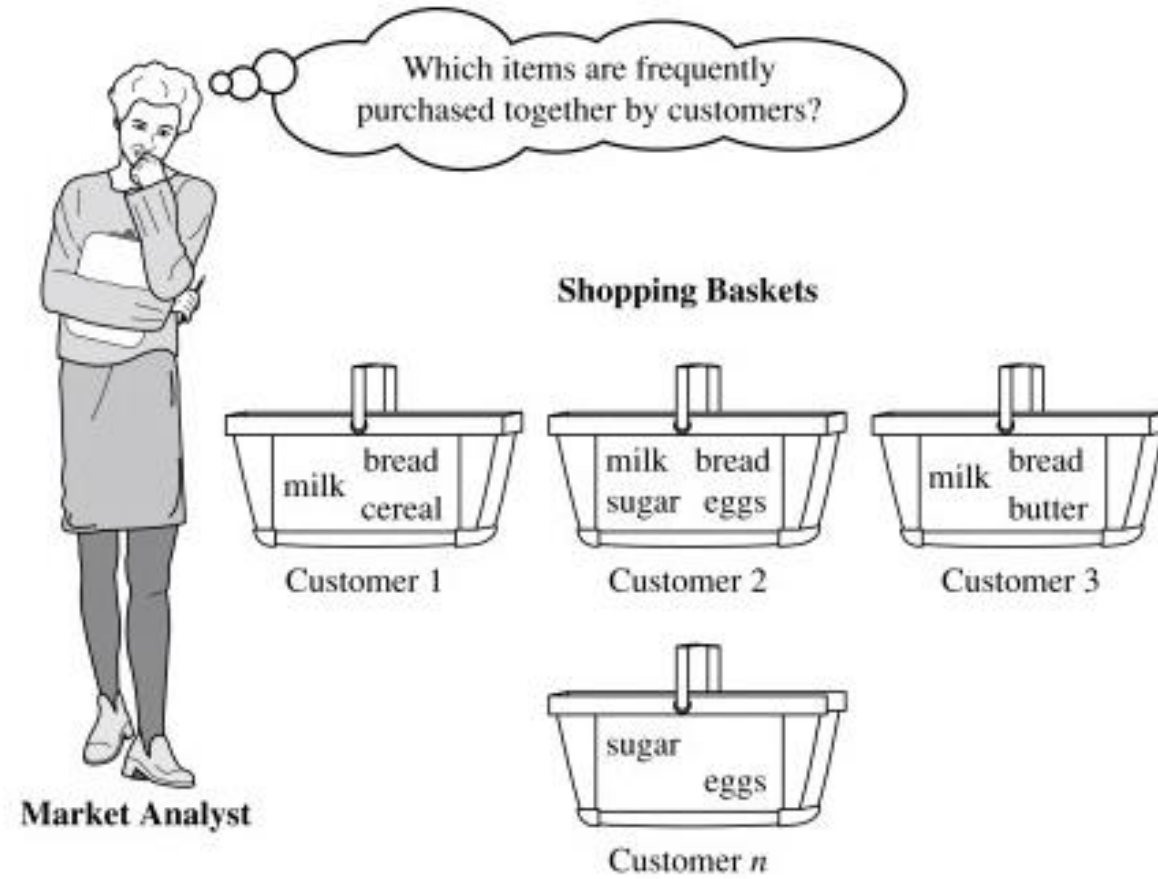 Which items are frequently
purchased together by customers?
Shopping Baskets
milk bread
cereal
Customer 1
milk bread
sugar eggs
Customer 2
milk bread
butter
Customer 3
sugar
eggs
Customer n
Market Analyst